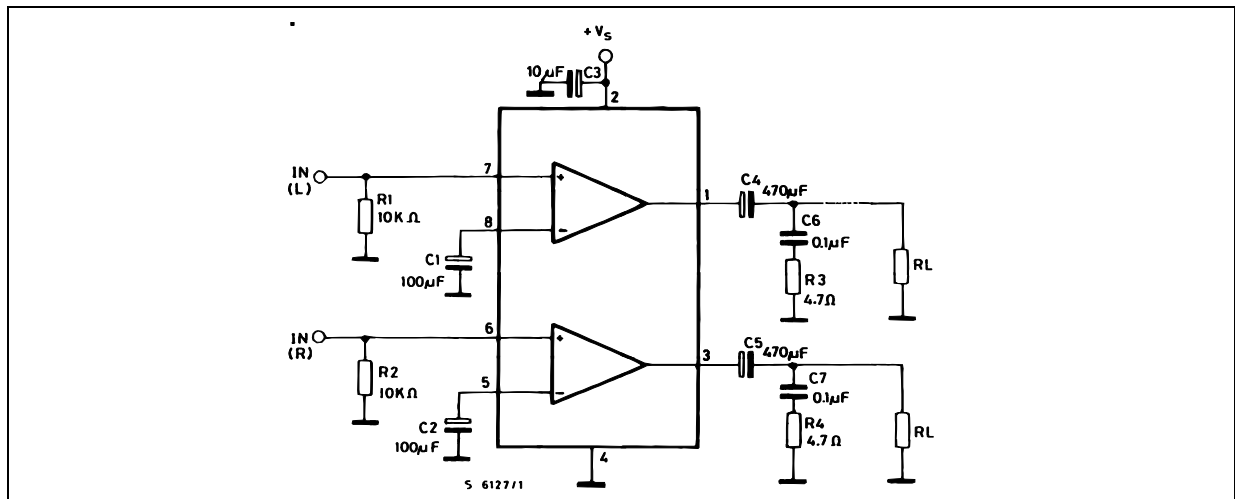 + VS
10µF
C3
2
IN
(L)
7
R1
10KΩ
+
8
−
C1
100µF
1
C4
470µF
C6
0.1µF
R3
4.7Ω
RL
IN
(R)
6
R2
10KΩ
+
5
−
C2
100µF
3
C5
470µF
C7
0.1µF
R4
4.7Ω
RL
4
S 6127/1